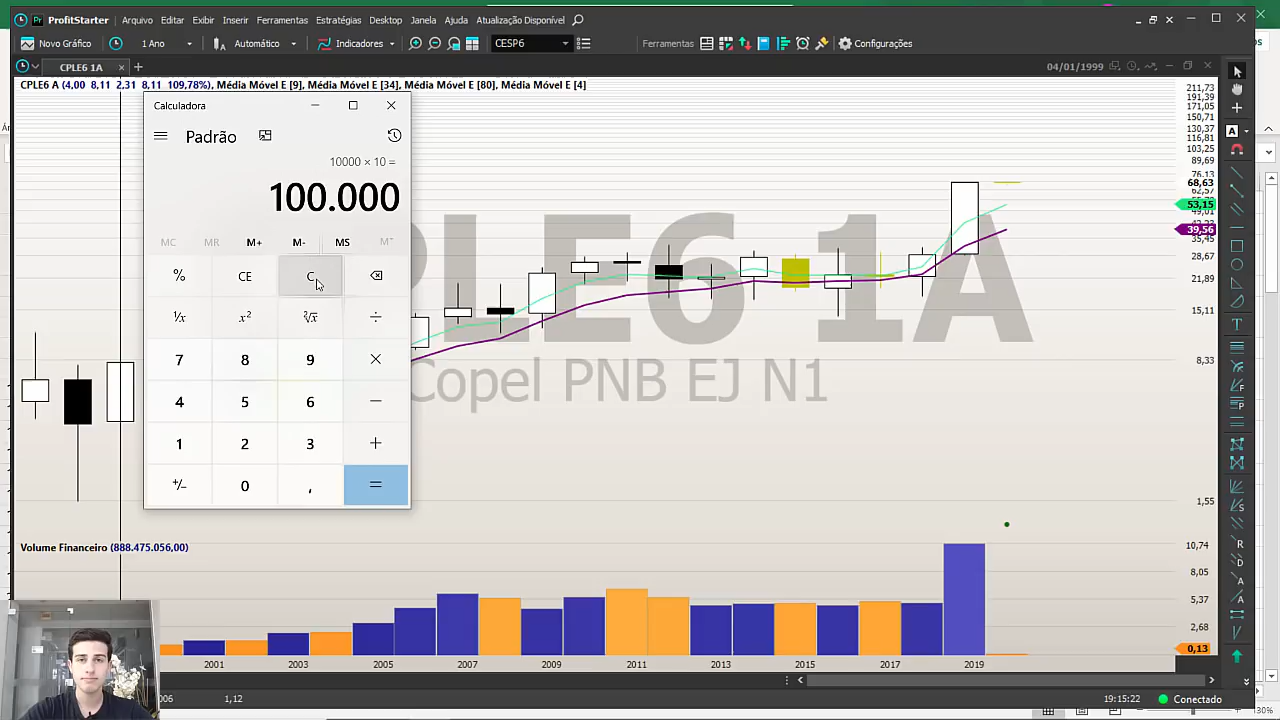 ProfitStarter Arquivo Editar Exibir Inserir Ferramentas Estratégias Desktop Janela Ajuda Atualização Disponível
Novo Gráfico 1 Ano Automático Indicadores CESP6 Ferramentas Configurações
CPLE6 1A 04/01/1999
CPLE6 A (4,00 8,11 2,31 8,11 109,78%), Média Móvel E [9], Média Móvel E [34], Média Móvel E [80], Média Móvel E [4]
Calculadora
Padrão
10000 × 10 =
100.000
MC MR M+ M- MS
% CE C
¹/x x² ²√x ÷
7 8 9 ×
4 5 6 −
1 2 3 +
+/- 0 , =
PLE6 1A
Copel PNB EJ N1
211,73
191,39
171,05
150,71
130,37
116,81
101,25
89,69
76,13
68,63
62,57
53,15
39,56
35,45
28,67
21,89
15,11
8,33
1,55
Volume Financeiro (888.475.056,00)
10,74
8,05
5,37
2,68
0,13
2001 2003 2005 2007 2009 2011 2013 2015 2017 2019
006 1,12 19:15:22 Conectado
30%